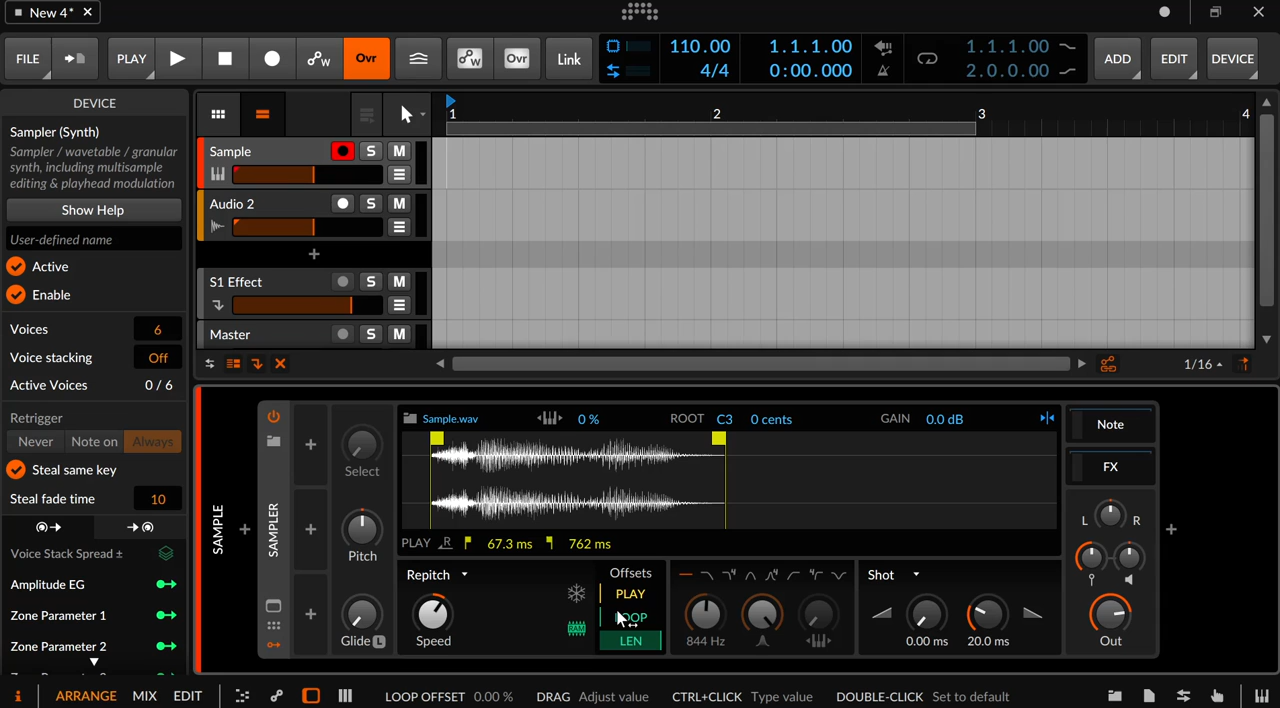 New 4*
FILE
PLAY
Ovr
Ovr
Link
110.00
4/4
1.1.1.00
0:00.000
1.1.1.00
2.0.0.00
ADD
EDIT
DEVICE
DEVICE
Sampler (Synth)
Sampler / wavetable / granular
synth, including multisample
editing & playhead modulation
Show Help
User-defined name
Active
Enable
Voices 6
Voice stacking Off
Active Voices 0 / 6
Retrigger
Never Note on Always
Steal same key
Steal fade time 10
Voice Stack Spread ±
Amplitude EG
Zone Parameter 1
Zone Parameter 2
1 2 3 4
Sample S M
Audio 2 S M
+
S1 Effect S M
Master S M
1/16
SAMPLE
SAMPLER
Select
Pitch
Glide L
Sample.wav 0 % ROOT C3 0 cents GAIN 0.0 dB
PLAY R 67.3 ms 762 ms
Repitch
Speed
RAM
Offsets
PLAY
LOOP
LEN
844 Hz
Shot
0.00 ms 20.0 ms
Note
FX
L R
Out
i ARRANGE MIX EDIT LOOP OFFSET 0.00 % DRAG Adjust value CTRL+CLICK Type value DOUBLE-CLICK Set to default